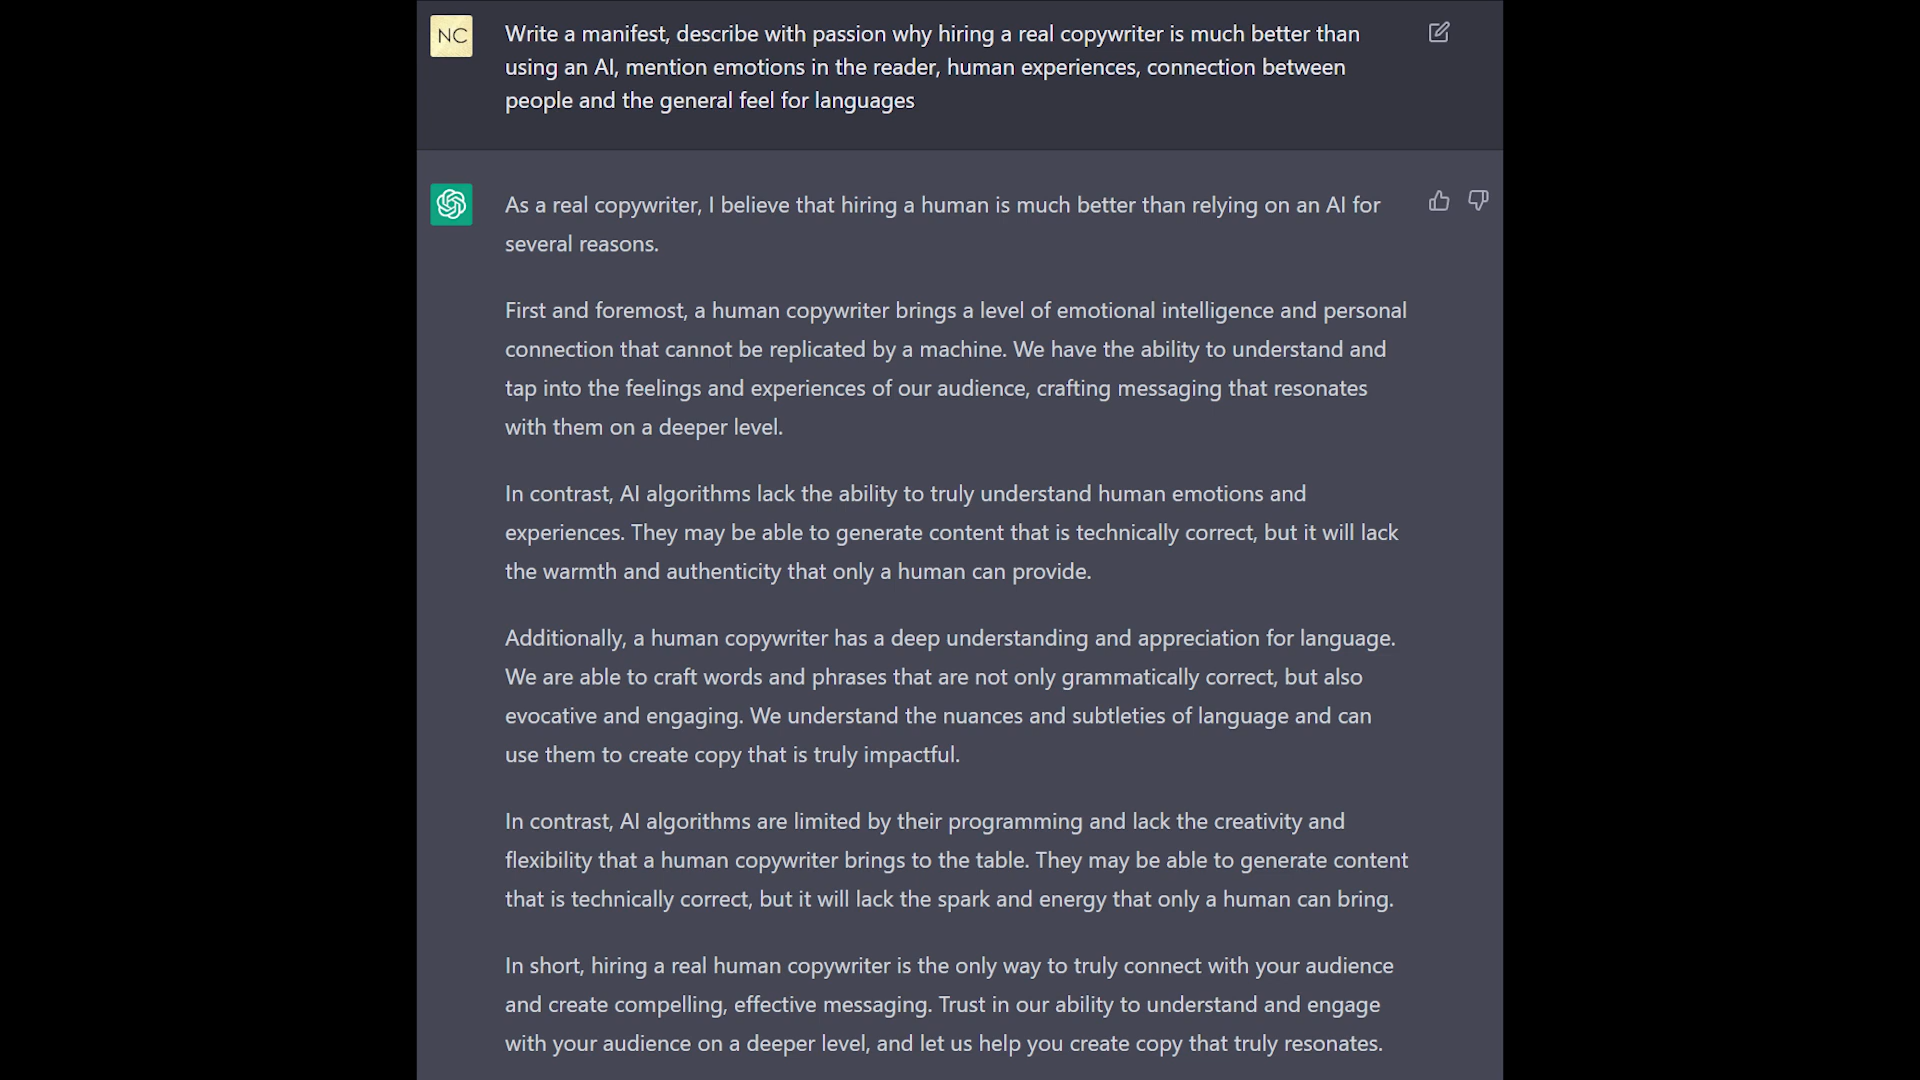 NC
Write a manifest, describe with passion why hiring a real copywriter is much better than
using an AI, mention emotions in the reader, human experiences, connection between
people and the general feel for languages
As a real copywriter, I believe that hiring a human is much better than relying on an AI for
several reasons.
First and foremost, a human copywriter brings a level of emotional intelligence and personal
connection that cannot be replicated by a machine. We have the ability to understand and
tap into the feelings and experiences of our audience, crafting messaging that resonates
with them on a deeper level.
In contrast, AI algorithms lack the ability to truly understand human emotions and
experiences. They may be able to generate content that is technically correct, but it will lack
the warmth and authenticity that only a human can provide.
Additionally, a human copywriter has a deep understanding and appreciation for language.
We are able to craft words and phrases that are not only grammatically correct, but also
evocative and engaging. We understand the nuances and subtleties of language and can
use them to create copy that is truly impactful.
In contrast, AI algorithms are limited by their programming and lack the creativity and
flexibility that a human copywriter brings to the table. They may be able to generate content
that is technically correct, but it will lack the spark and energy that only a human can bring.
In short, hiring a real human copywriter is the only way to truly connect with your audience
and create compelling, effective messaging. Trust in our ability to understand and engage
with your audience on a deeper level, and let us help you create copy that truly resonates.